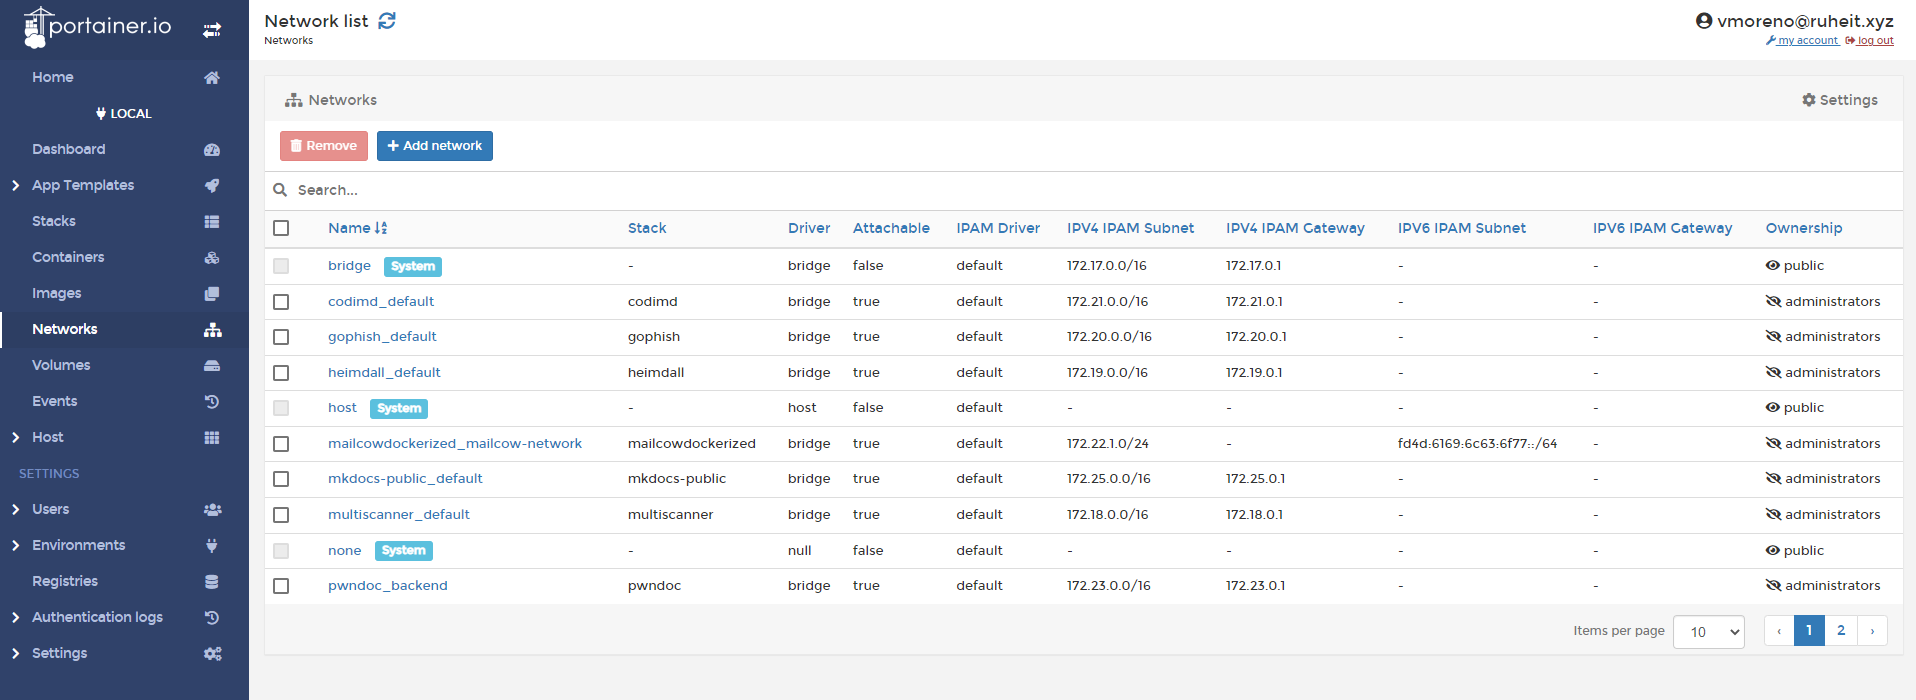 portainer.io
Home
LOCAL
Dashboard
App Templates
Stacks
Containers
Images
Networks
Volumes
Events
Host
SETTINGS
Users
Environments
Registries
Authentication logs
Settings
Network list
Networks
vmoreno@ruheit.xyz
my account log out
Networks
Settings
Remove Add network
Search...
Name Stack Driver Attachable IPAM Driver IPV4 IPAM Subnet IPV4 IPAM Gateway IPV6 IPAM Subnet IPV6 IPAM Gateway Ownership
bridge System - bridge false default 172.17.0.0/16 172.17.0.1 - - public
codimd_default codimd bridge true default 172.21.0.0/16 172.21.0.1 - - administrators
gophish_default gophish bridge true default 172.20.0.0/16 172.20.0.1 - - administrators
heimdall_default heimdall bridge true default 172.19.0.0/16 172.19.0.1 - - administrators
host System - host false default - - - - public
mailcowdockerized_mailcow-network mailcowdockerized bridge true default 172.22.1.0/24 - fd4d:6169:6c63:6f77::/64 - administrators
mkdocs-public_default mkdocs-public bridge true default 172.25.0.0/16 172.25.0.1 - - administrators
multiscanner_default multiscanner bridge true default 172.18.0.0/16 172.18.0.1 - - administrators
none System - null false default - - - - public
pwndoc_backend pwndoc bridge true default 172.23.0.0/16 172.23.0.1 - - administrators
Items per page 10 ‹ 1 2 ›